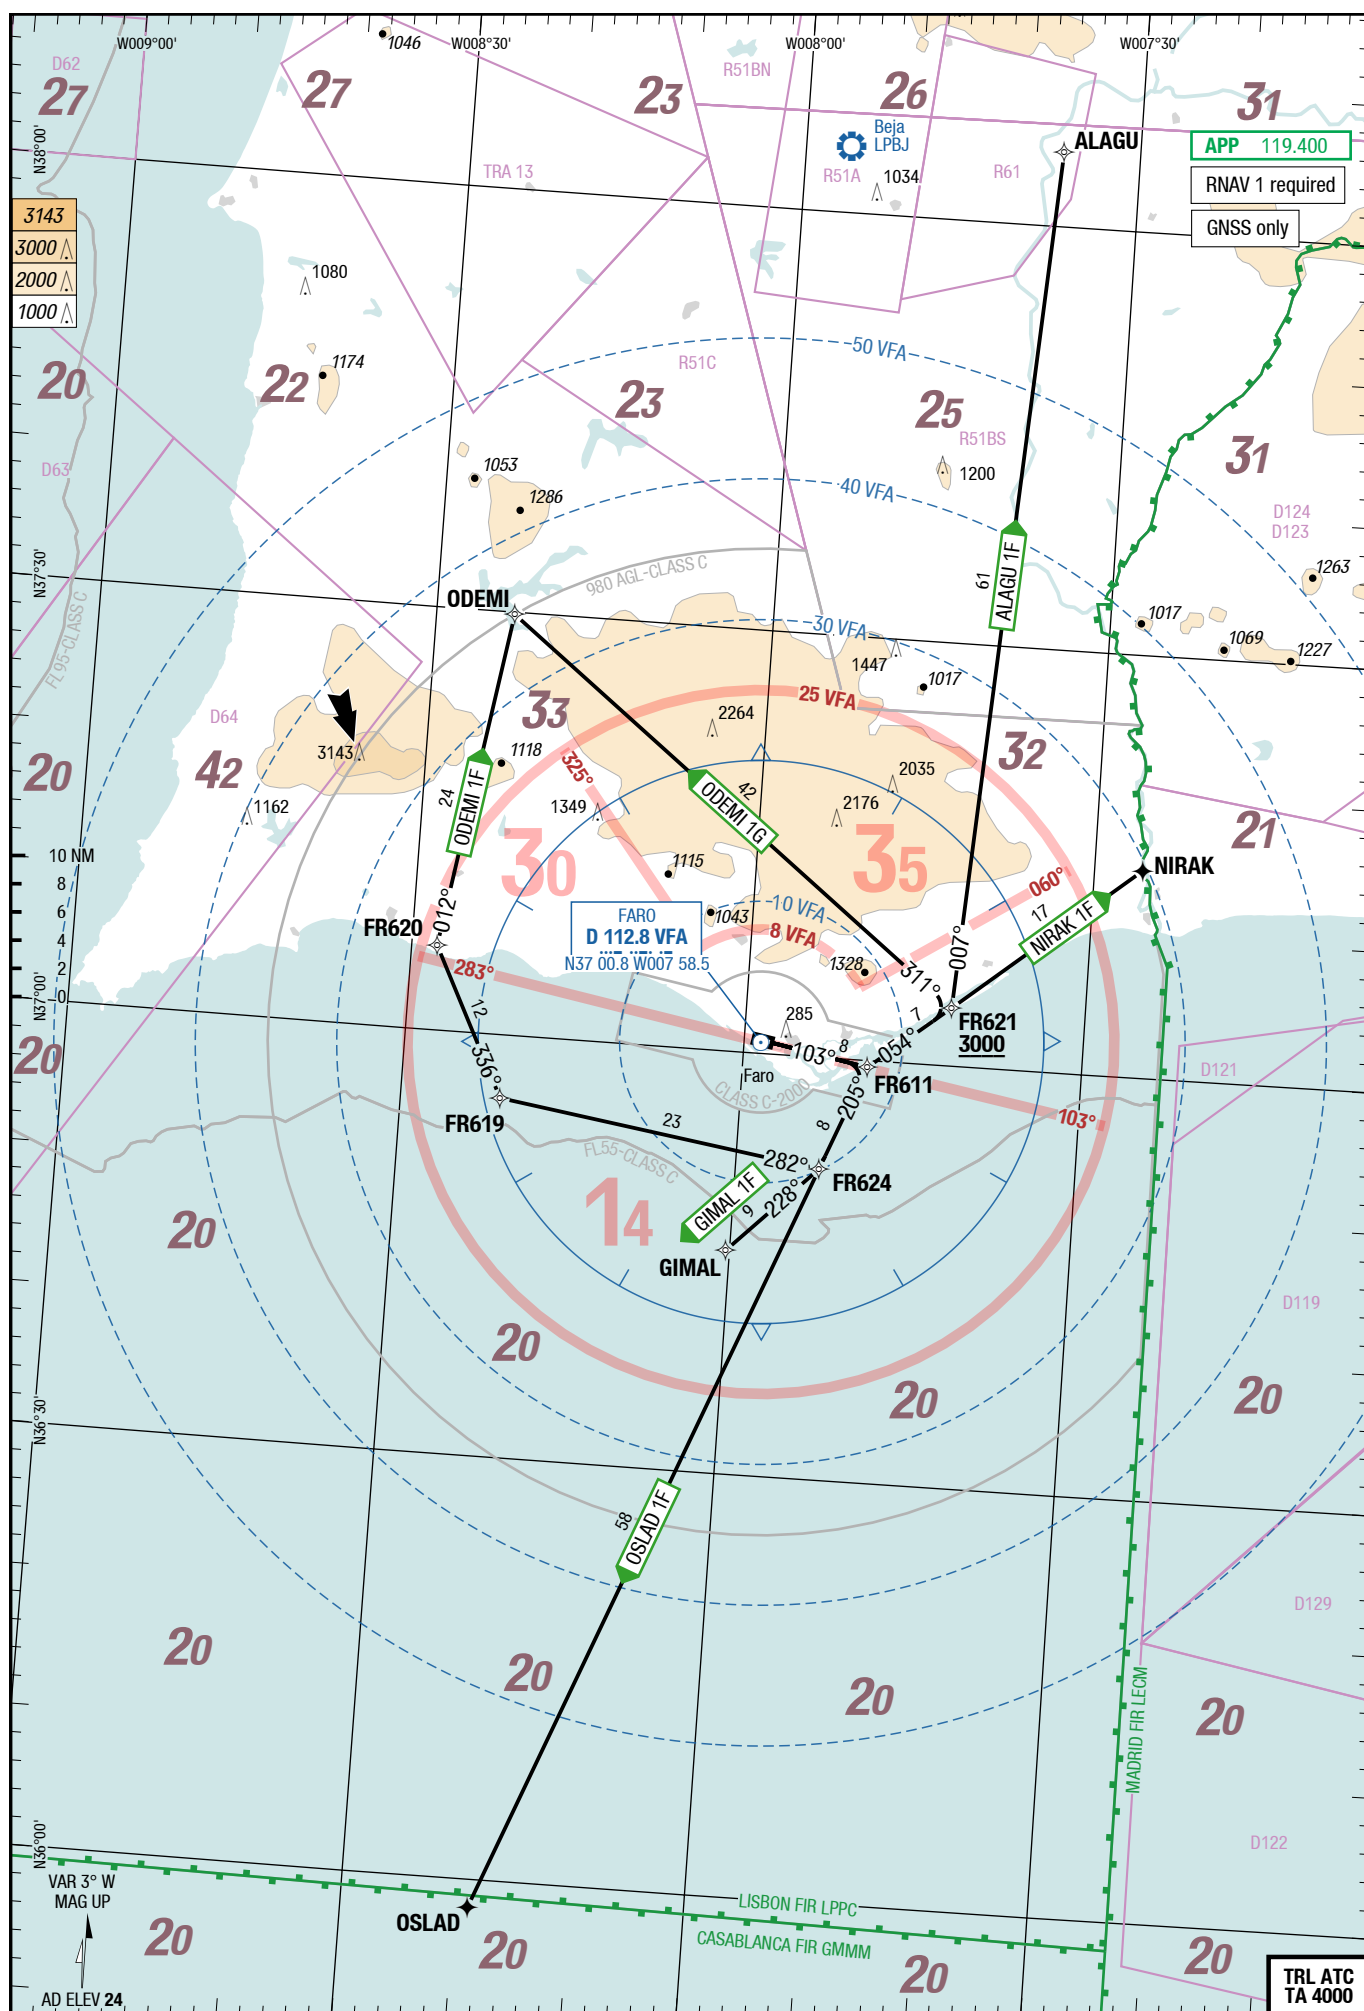 W009°00'
1046
W008°30'
W008°00'
W007°30'
D62
27
27
23
R51BN
26
31
N38°00'
Beja
LPBJ
ALAGU
APP 119.400
TRA 13
R51A
1034
R61
RNAV 1 required
GNSS only
3143
3000
2000
1000
1080
50 VFA
1174
20
22
R51C
23
25
R51BS
31
D63
1053
1286
40 VFA
1200
D124
D123
N37°30'
FL95-CLASS C
980 AGL-CLASS C
61
ALAGU 1F
1263
ODEMI
30 VFA
1447
1017
1017
1069
1227
D64
33
25 VFA
2264
32
20
42
3143
1118
325°
2035
24
ODEMI 1F
42
ODEMI 1G
1162
1349
2176
21
10 NM
8
6
4
2
0
30
1115
35
060°
NIRAK
10 VFA
17
NIRAK 1F
FARO
D 112.8 VFA
N37 00.8 W007 58.5
1043
8 VFA
FR620
012°
283°
1328
311°
007°
N37°00'
12
285
7
FR621
3000
20
336°
103°
8
054°
Faro
FR611
D121
CLASS C-2000
205°
FR619
23
8
103°
FL55-CLASS C
282°
FR624
20
14
GIMAL 1F
9
228°
GIMAL
D119
20
20
20
N36°30'
58
OSLAD 1F
D129
20
20
20
20
MADRID FIR LECM
N36°00'
D122
VAR 3° W
MAG UP
OSLAD
LISBON FIR LPPC
CASABLANCA FIR GMMM
20
20
20
AD ELEV 24
TRL ATC
TA 4000